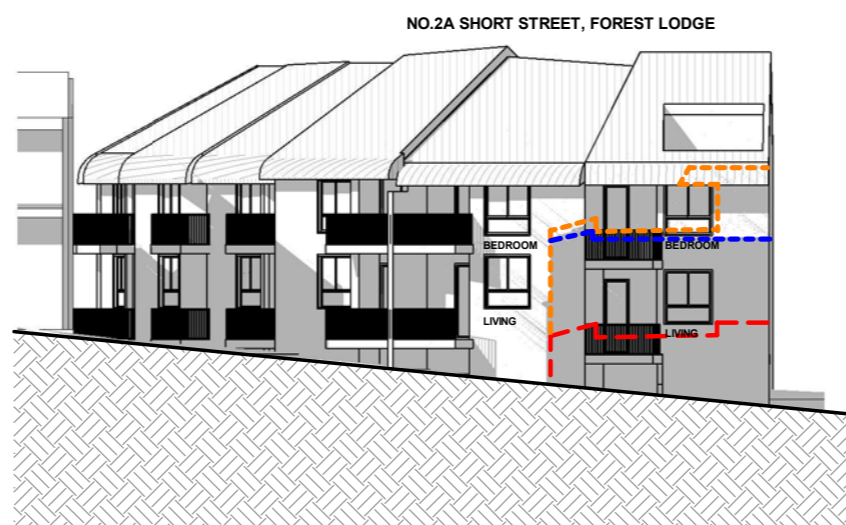 NO.2A SHORT STREET, FOREST LODGE
BEDROOM
BEDROOM
LIVING
LIVING